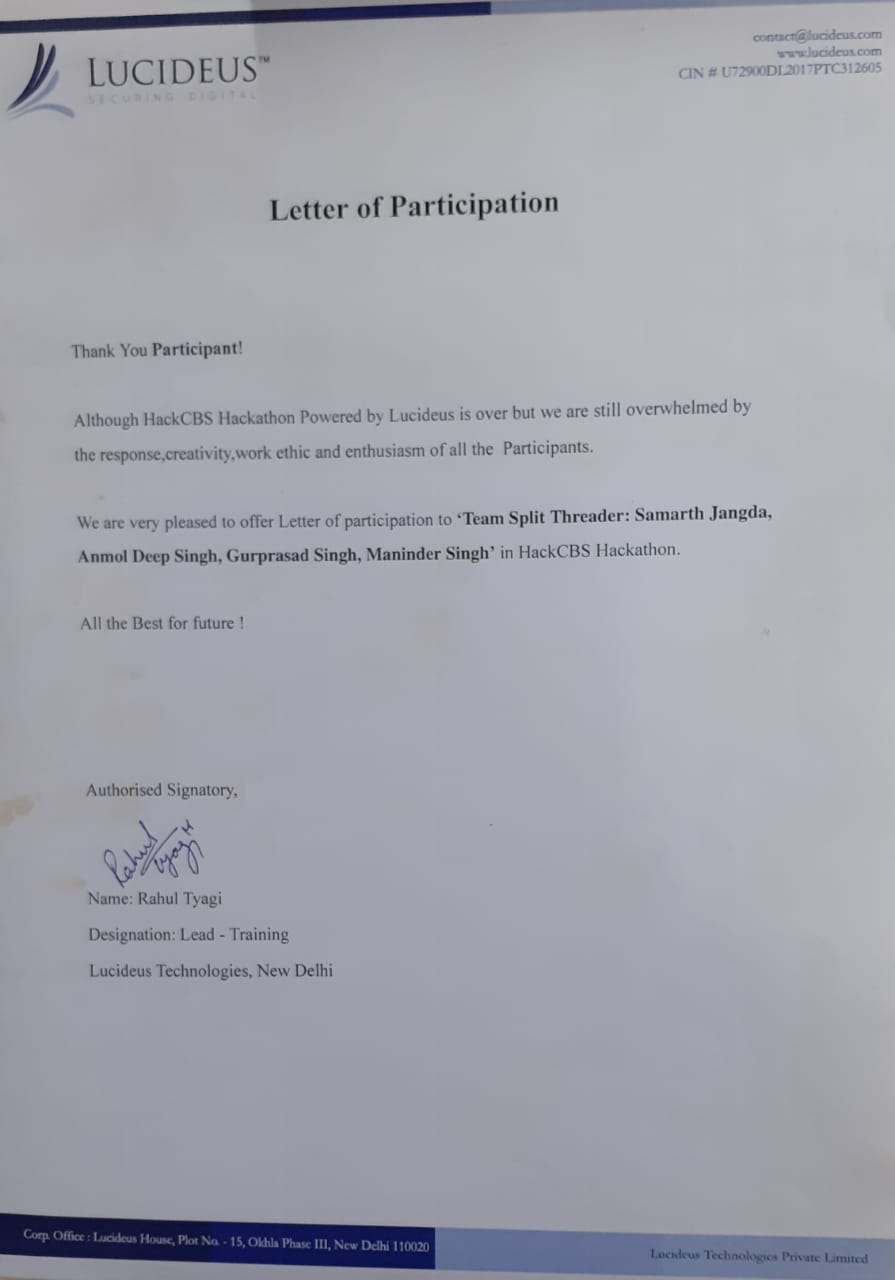 LUCIDEUS™
SECURING DIGITAL
contact@lucideus.com
www.lucideus.com
CIN # U72900DL2017PTC312605
Letter of Participation
Thank You Participant!
Although HackCBS Hackathon Powered by Lucideus is over but we are still overwhelmed by
the response,creativity,work ethic and enthusiasm of all the Participants.
We are very pleased to offer Letter of participation to ‘Team Split Threader: Samarth Jangda,
Anmol Deep Singh, Gurprasad Singh, Maninder Singh’ in HackCBS Hackathon.
All the Best for future !
Authorised Signatory,
Rahul
Tyagi
Name: Rahul Tyagi
Designation: Lead - Training
Lucideus Technologies, New Delhi
Corp. Office : Lucideus House, Plot No. - 15, Okhla Phase III, New Delhi 110020
Lucideus Technologies Private Limited